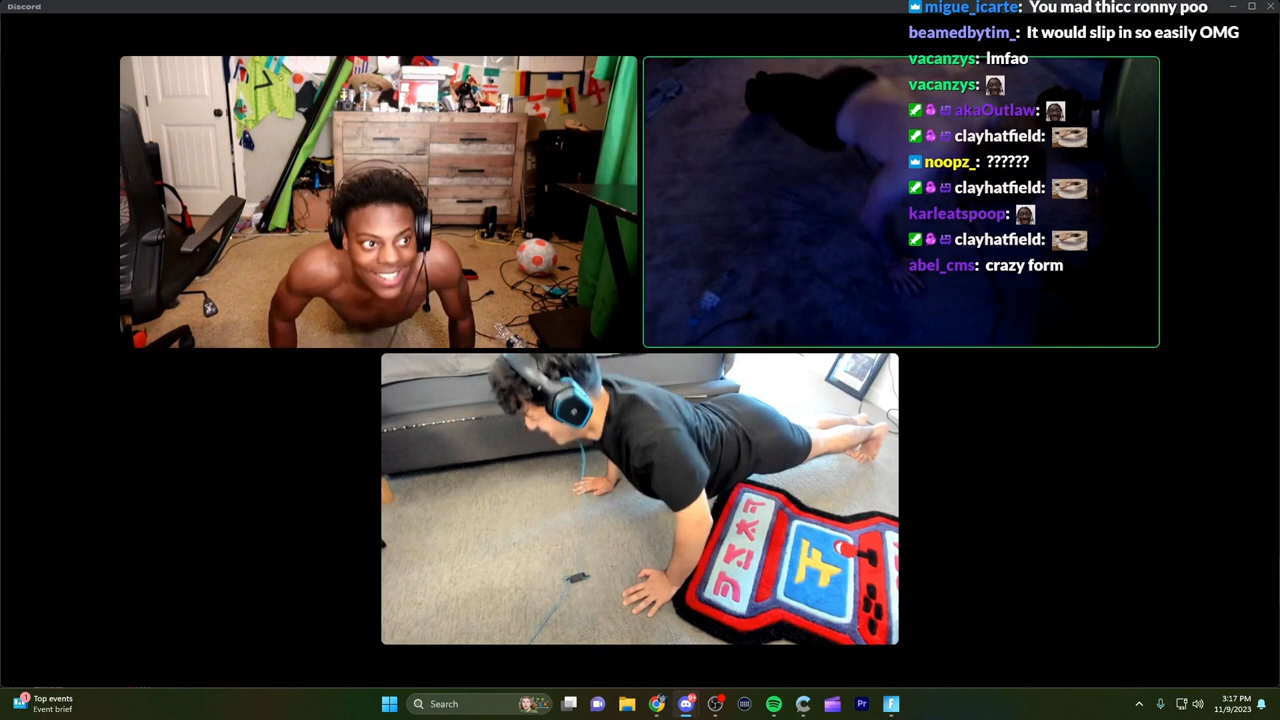 Discord
migue_icarte: You mad thicc ronny poo
beamedbytim_: It would slip in so easily OMG
vacanzys: lmfao
vacanzys:
akaOutlaw:
clayhatfield:
noopz_: ??????
clayhatfield:
karleatspoop:
clayhatfield:
abel_cms: crazy form
1
Top events
Event brief
Search
Pr
3:17 PM
11/9/2023